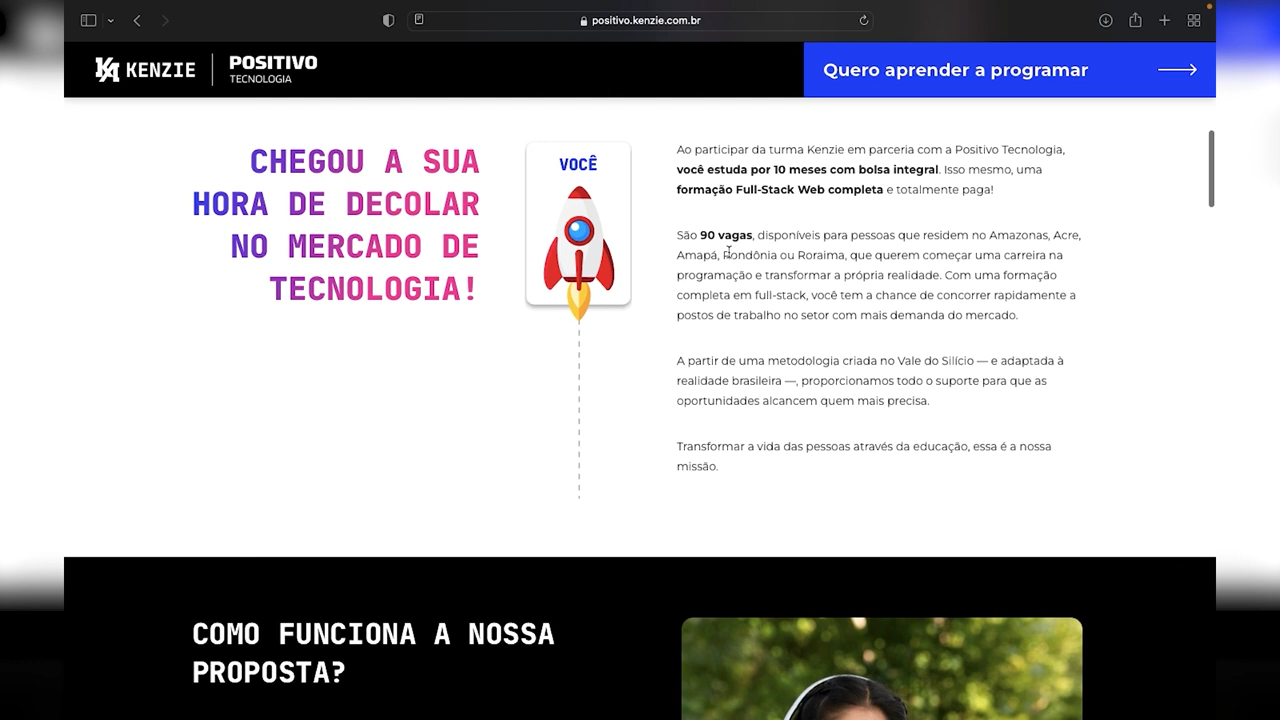 positivo.kenzie.com.br
KENZIE
POSITIVO
TECNOLOGIA
Quero aprender a programar
CHEGOU A SUA
HORA DE DECOLAR
NO MERCADO DE
TECNOLOGIA!
VOCÊ
Ao participar da turma Kenzie em parceria com a Positivo Tecnologia,
você estuda por 10 meses com bolsa integral. Isso mesmo, uma
formação Full-Stack Web completa e totalmente paga!
São 90 vagas, disponíveis para pessoas que residem no Amazonas, Acre,
Amapá, Rondônia ou Roraima, que querem começar uma carreira na
programação e transformar a própria realidade. Com uma formação
completa em full-stack, você tem a chance de concorrer rapidamente a
postos de trabalho no setor com mais demanda do mercado.
A partir de uma metodologia criada no Vale do Silício — e adaptada à
realidade brasileira —, proporcionamos todo o suporte para que as
oportunidades alcancem quem mais precisa.
Transformar a vida das pessoas através da educação, essa é a nossa
missão.
COMO FUNCIONA A NOSSA
PROPOSTA?